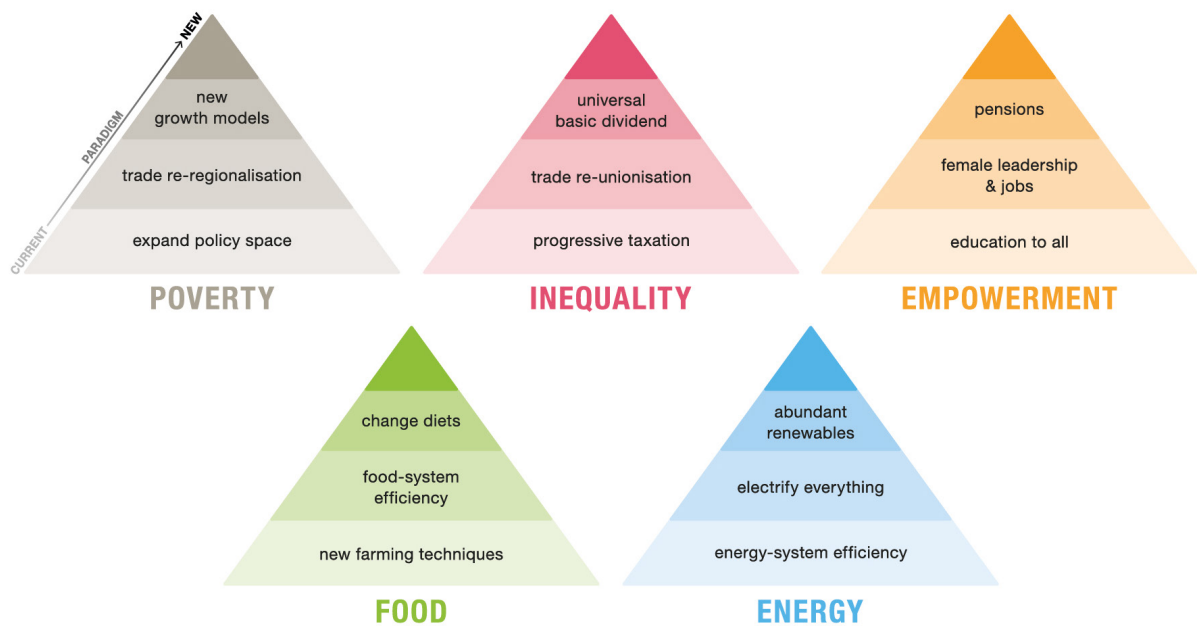 NEW
PARADIGM
CURRENT
new
growth models
trade re-regionalisation
expand policy space
POVERTY
universal
basic dividend
trade re-unionisation
progressive taxation
INEQUALITY
pensions
female leadership
& jobs
education to all
EMPOWERMENT
change diets
food-system
efficiency
new farming techniques
FOOD
abundant
renewables
electrify everything
energy-system efficiency
ENERGY